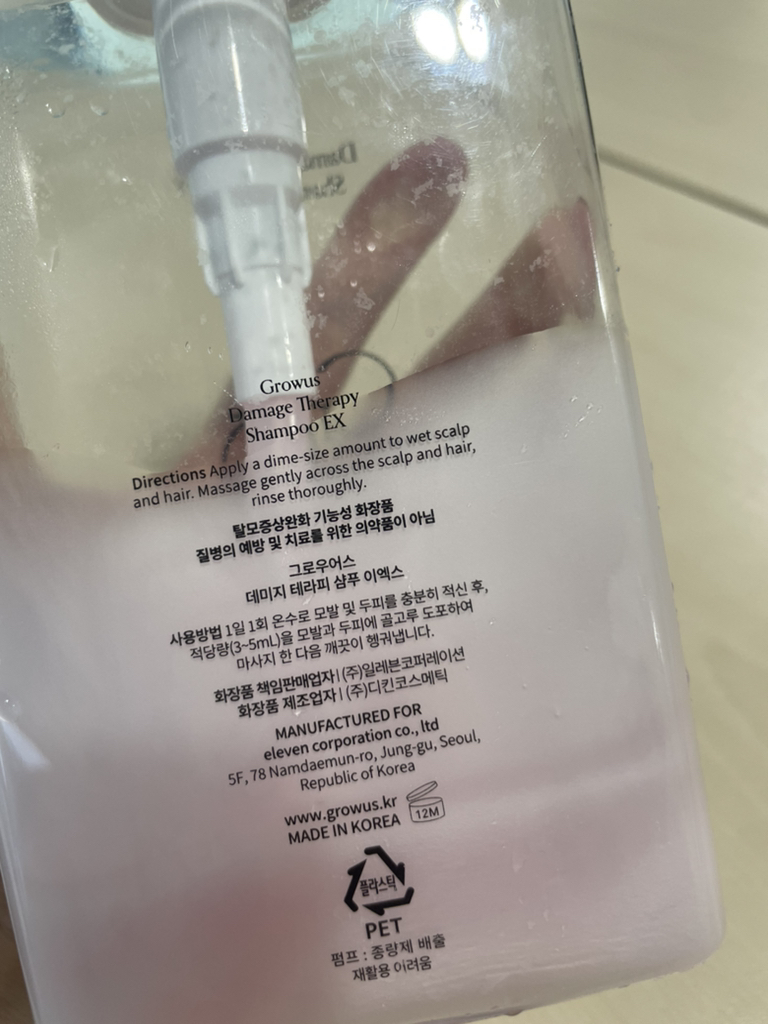 Growus
Damage Therapy
Shampoo EX
Directions Apply a dime-size amount to wet scalp
and hair. Massage gently across the scalp and hair,
rinse thoroughly.
탈모증상완화 기능성 화장품
질병의 예방 및 치료를 위한 의약품이 아님
그로우어스
데미지 테라피 샴푸 이엑스
사용방법 1일 1회 온수로 모발 및 두피를 충분히 적신 후,
적당량(3~5mL)을 모발과 두피에 골고루 도포하여
마사지 한 다음 깨끗이 헹궈냅니다.
화장품 책임판매업자 | (주)일레븐코퍼레이션
화장품 제조업자 | (주)디킨코스메틱
MANUFACTURED FOR
eleven corporation co., ltd
5F, 78 Namdaemun-ro, Jung-gu, Seoul,
Republic of Korea
www.growus.kr
MADE IN KOREA
12M
플라스틱
PET
펌프 : 종량제 배출
재활용 어려움